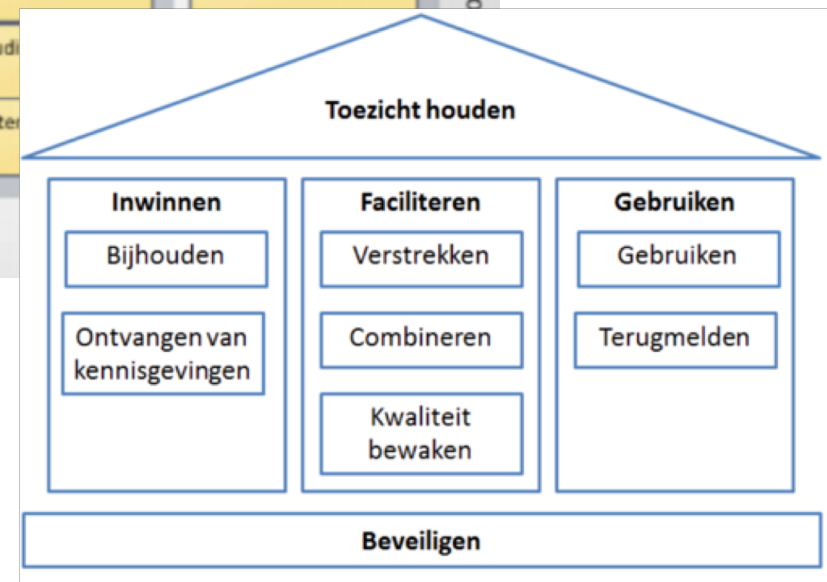 Toezicht houden
Inwinnen
Bijhouden
Ontvangen van
kennisgevingen
Faciliteren
Verstrekken
Combineren
Kwaliteit
bewaken
Gebruiken
Gebruiken
Terugmelden
Beveiligen